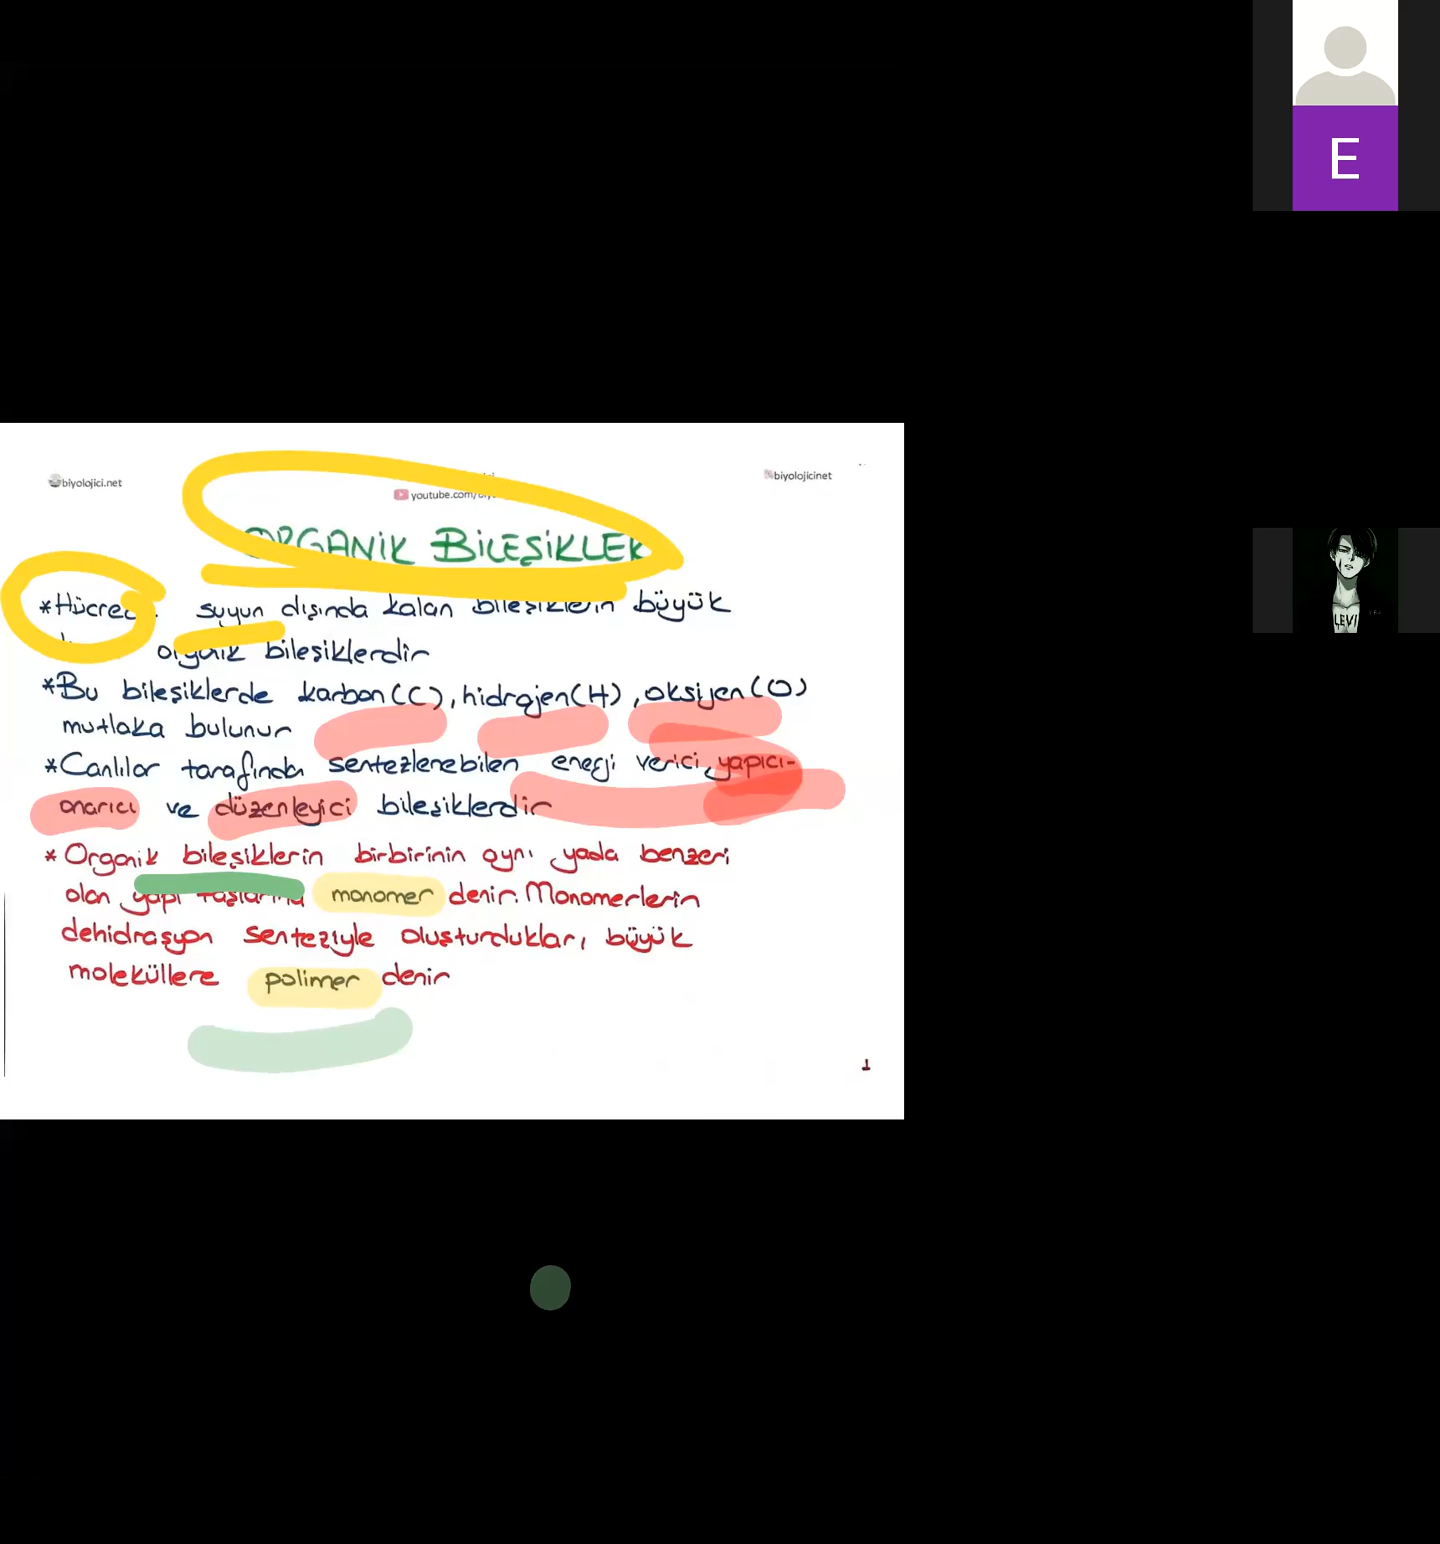 E
biyolojici.net
youtube.com/
biyolojicinet
ORGANİK BİLEŞİKLER
*Hücre suyun dışında kalan bileşiklerin büyük
organik bileşiklerdir
*Bu bileşiklerde karbon(C), hidrojen(H), oksijen(O)
mutlaka bulunur
*Canlılar tarafında sentezlenebilen enerji verici, yapıcı-
onarıcı ve düzenleyici bileşiklerdir
* Organik bileşiklerin birbirinin aynı yada benzeri
olan yapı taşlarına monomer denir. Monomerlerin
dehidrasyon senteziyle oluşturdukları büyük
moleküllere polimer denir
1
LEVI